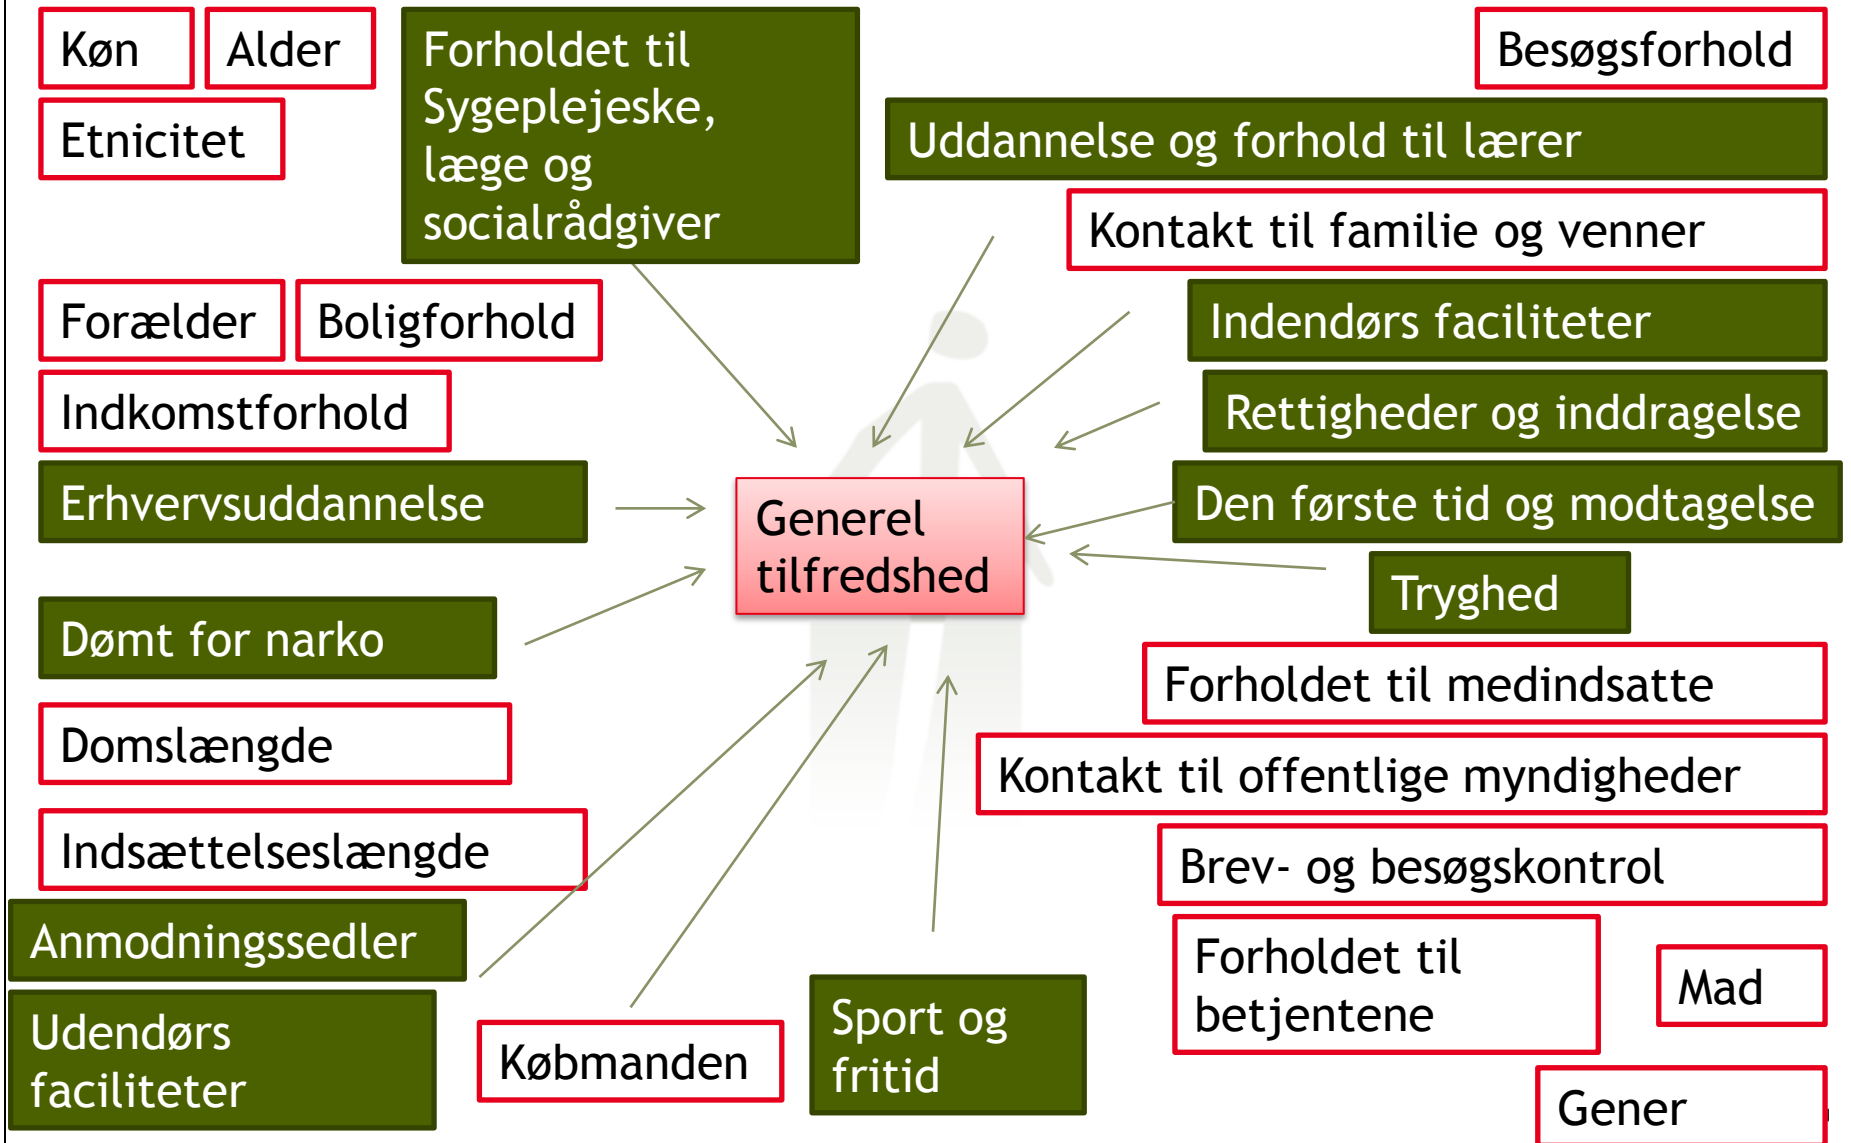 Køn
Alder
Etnicitet
Forholdet til
Sygeplejeske,
læge og
socialrådgiver
Besøgsforhold
Uddannelse og forhold til lærer
Kontakt til familie og venner
Forælder
Boligforhold
Indkomstforhold
Erhvervsuddannelse
Indendørs faciliteter
Rettigheder og inddragelse
Den første tid og modtagelse
Generel
tilfredshed
Tryghed
Dømt for narko
Domslængde
Indsættelseslængde
Forholdet til medindsatte
Kontakt til offentlige myndigheder
Brev- og besøgskontrol
Anmodningssedler
Udendørs
faciliteter
Købmanden
Sport og
fritid
Forholdet til
betjentene
Mad
Gener